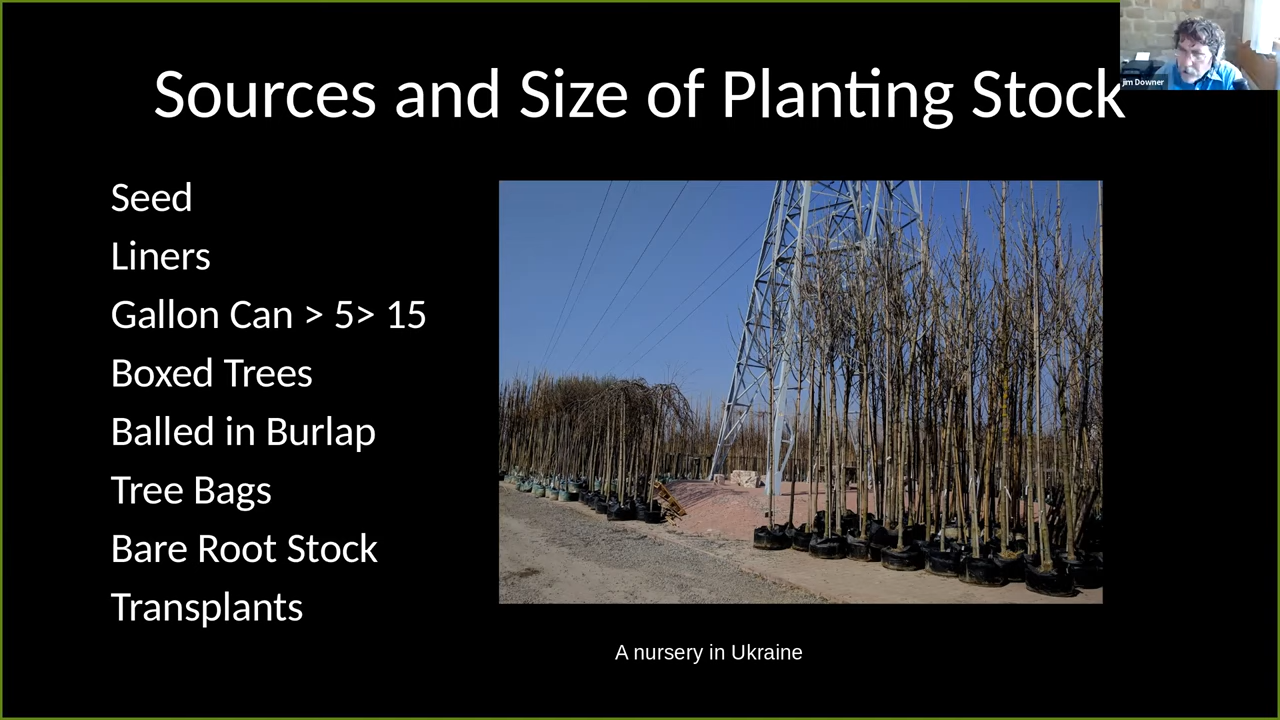 Sources and Size of Planting Stock
Jim Downer
Seed
Liners
Gallon Can > 5> 15
Boxed Trees
Balled in Burlap
Tree Bags
Bare Root Stock
Transplants
A nursery in Ukraine